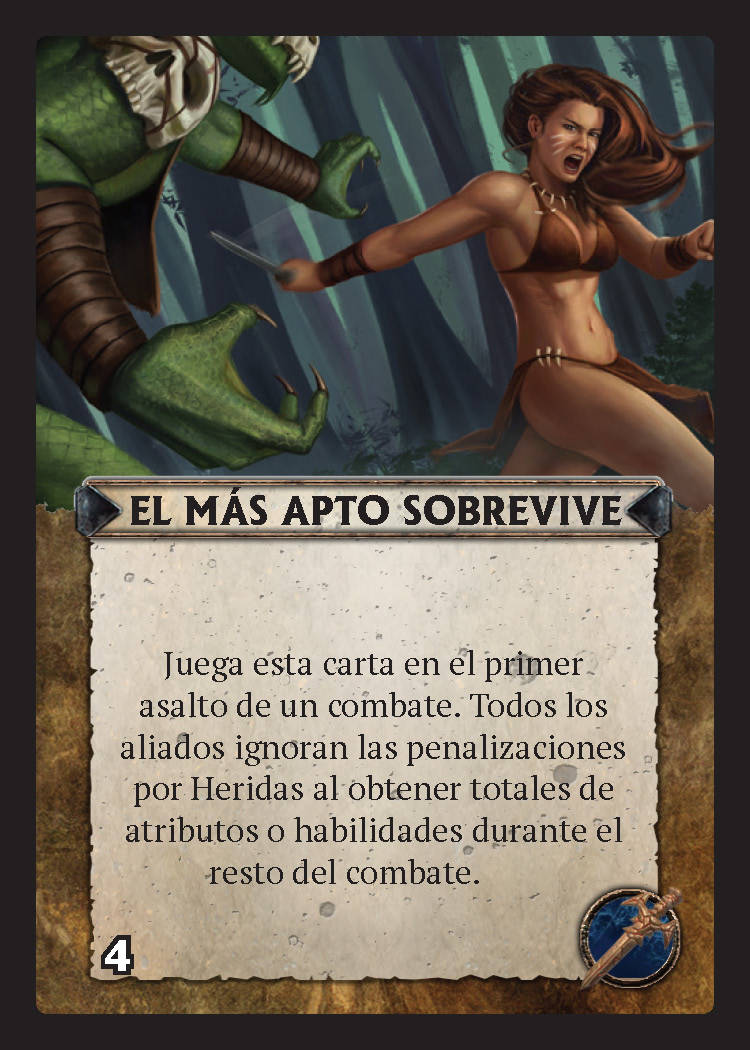 EL MÁS APTO SOBREVIVE
Juega esta carta en el primer
asalto de un combate. Todos los
aliados ignoran las penalizaciones
por Heridas al obtener totales de
atributos o habilidades durante el
resto del combate.
4